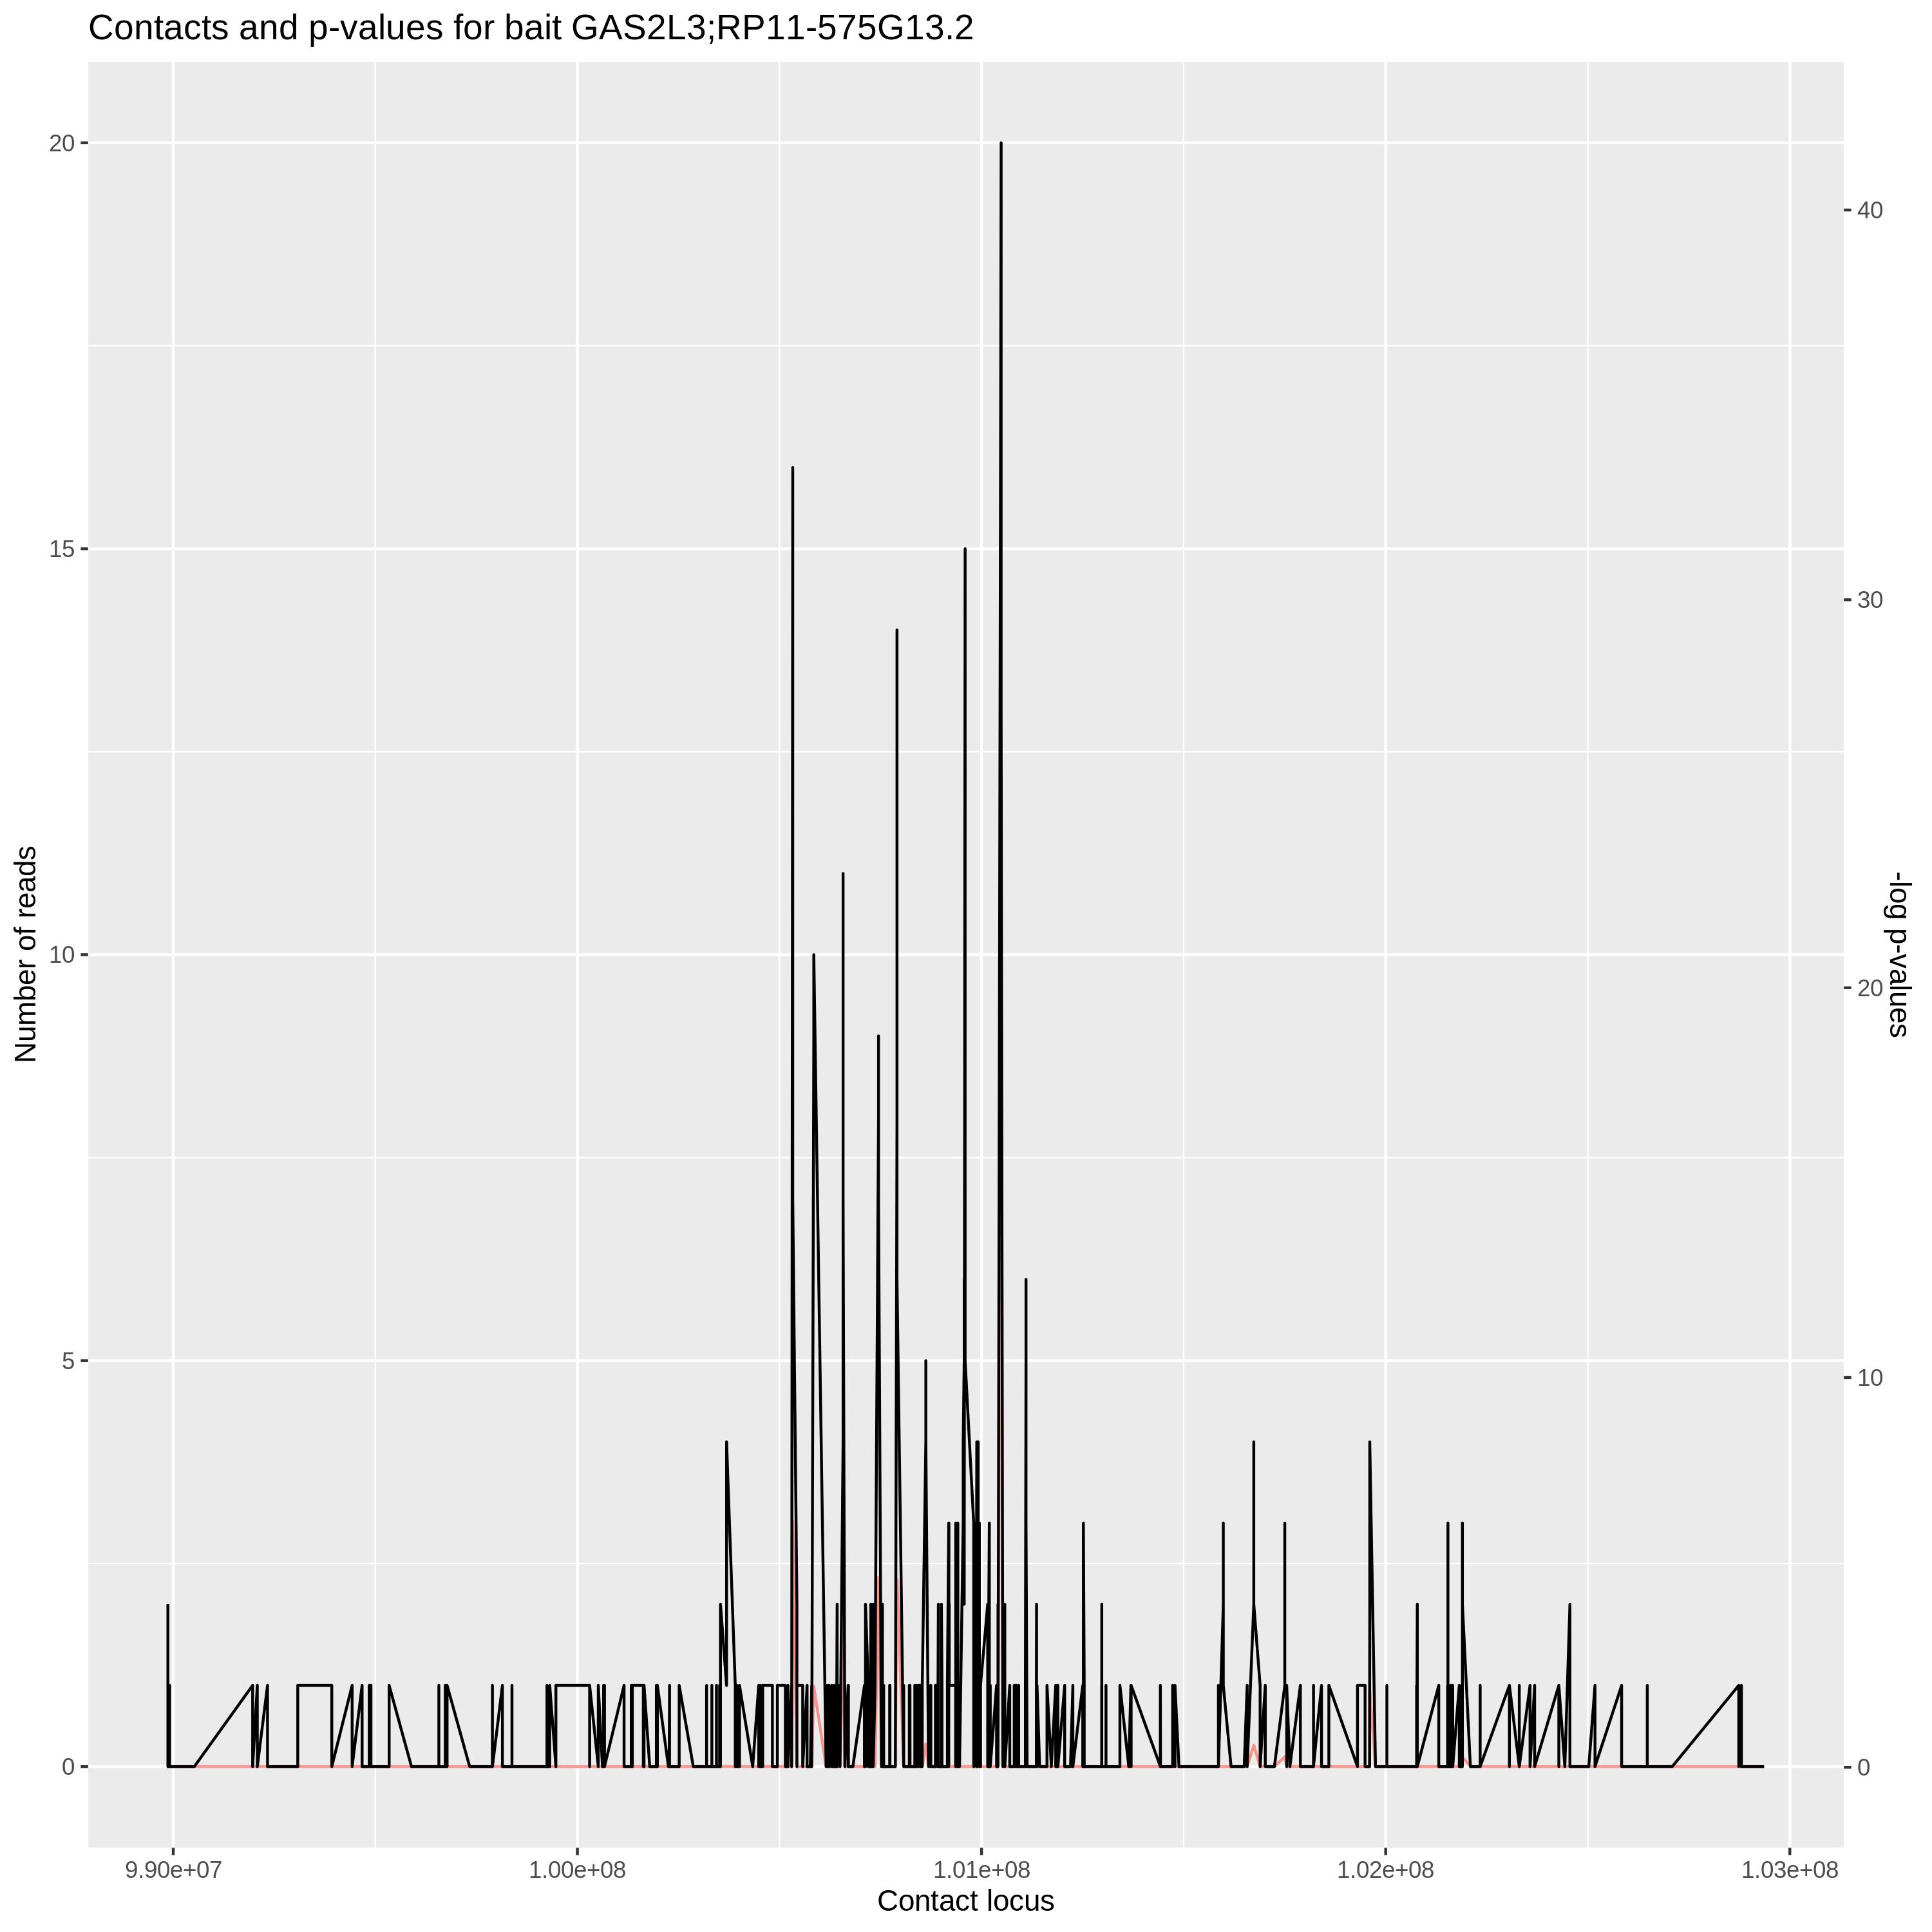 Contacts and p-values for bait GAS2L3;RP11-575G13.2
20
15
10
5
0
Number of reads
40
30
20
10
0
-log p-values
9.90e+07
1.00e+08
1.01e+08
1.02e+08
1.03e+08
Contact locus